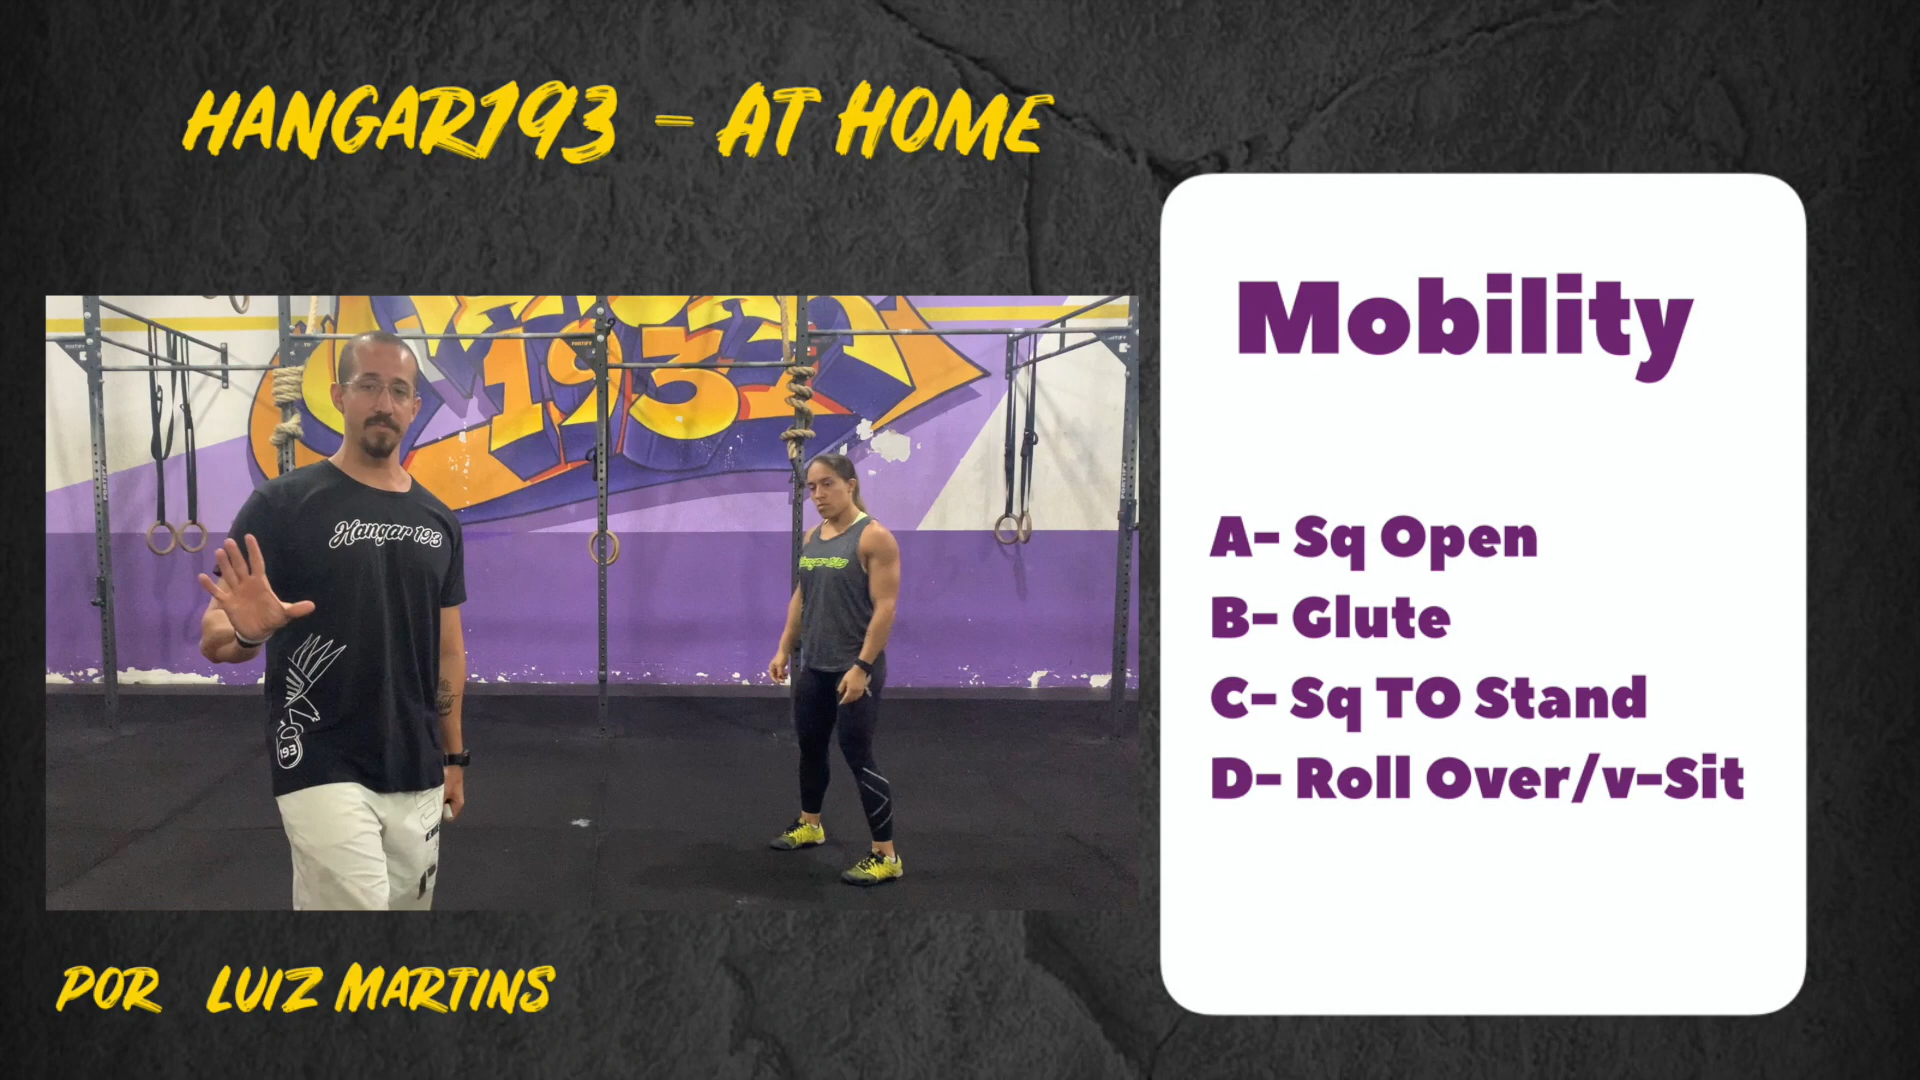 HANGAR193 - AT HOME
Mobility
A- Sq Open
B- Glute
C- Sq TO Stand
D- Roll Over/v-Sit
193
Hangar 193
193
POR LUIZ MARTINS